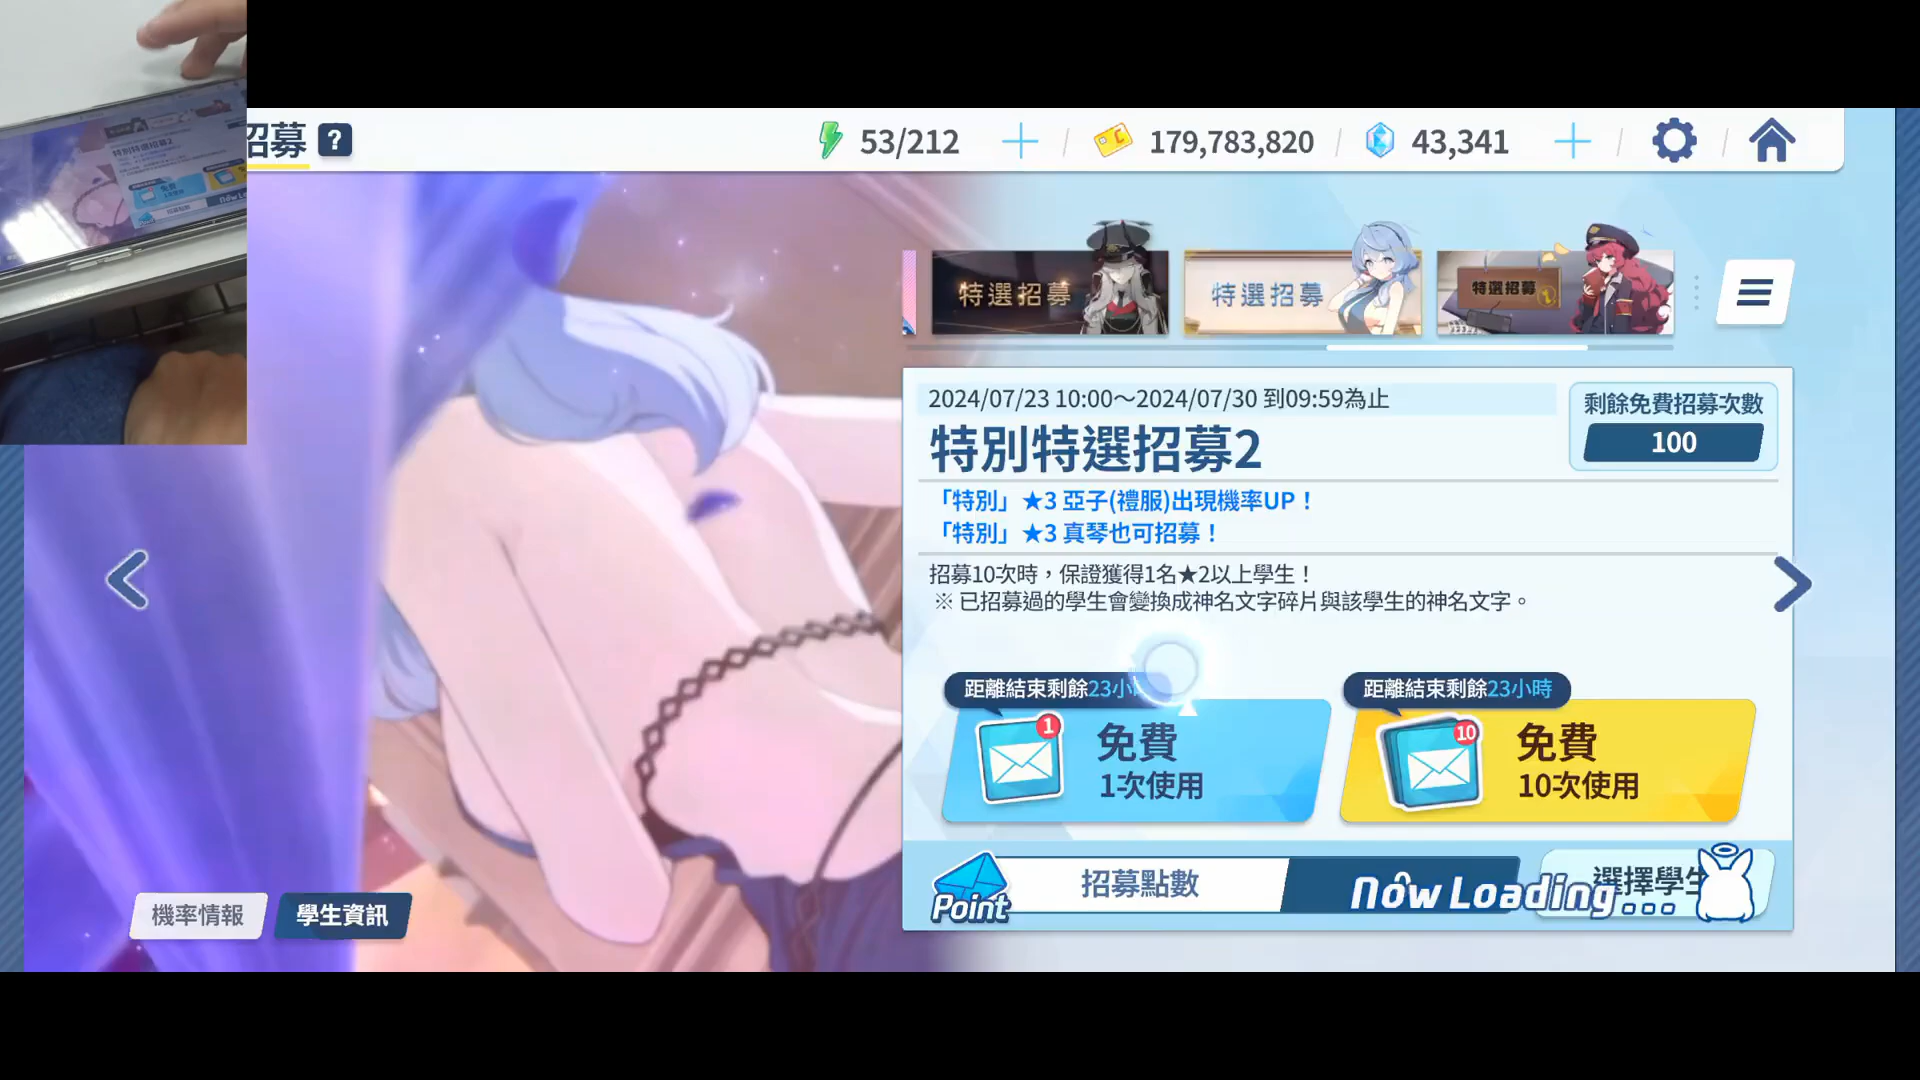 招募 ?
53/212
179,783,820
43,341
特選招募
特選招募
特選招募
2024/07/23 10:00～2024/07/30 到09:59為止
剩餘免費招募次數
100
特別特選招募2
「特別」★3 亞子(禮服)出現機率UP！
「特別」★3 真琴也可招募！
招募10次時，保證獲得1名★2以上學生！
※ 已招募過的學生會變換成神名文字碎片與該學生的神名文字。
距離結束剩餘23小時
1
免費
1次使用
距離結束剩餘23小時
10
免費
10次使用
Point
招募點數
選擇學生
Now Loading...
機率情報
學生資訊